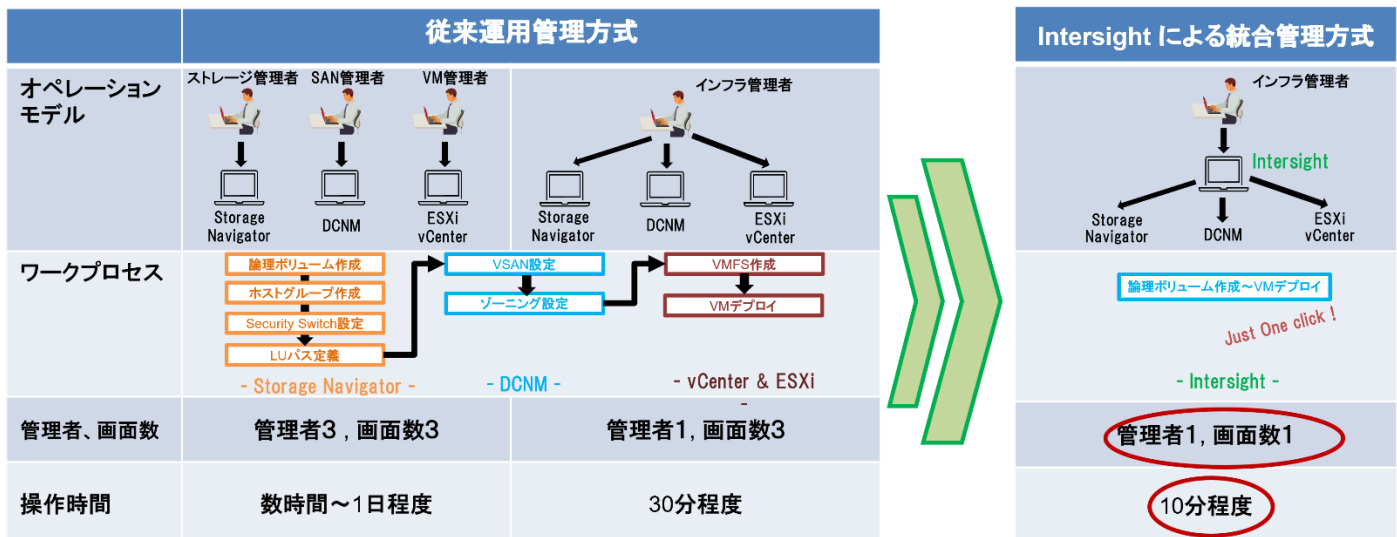 従来運用管理方式
Intersight による統合管理方式
オペレーション
モデル
ストレージ管理者
SAN管理者
VM管理者
インフラ管理者
インフラ管理者
Intersight
Storage
Navigator
DCNM
ESXi
vCenter
Storage
Navigator
DCNM
ESXi
vCenter
Storage
Navigator
DCNM
ESXi
vCenter
ワークプロセス
論理ボリューム作成
ホストグループ作成
Security Switch設定
LUパス定義
VSAN設定
ゾーニング設定
VMFS作成
VMデプロイ
論理ボリューム作成～VMデプロイ
Just One click !
- Storage Navigator -
- DCNM -
- vCenter & ESXi
-
- Intersight -
管理者、画面数
管理者3 , 画面数3
管理者1, 画面数3
管理者1, 画面数1
操作時間
数時間～1日程度
30分程度
10分程度